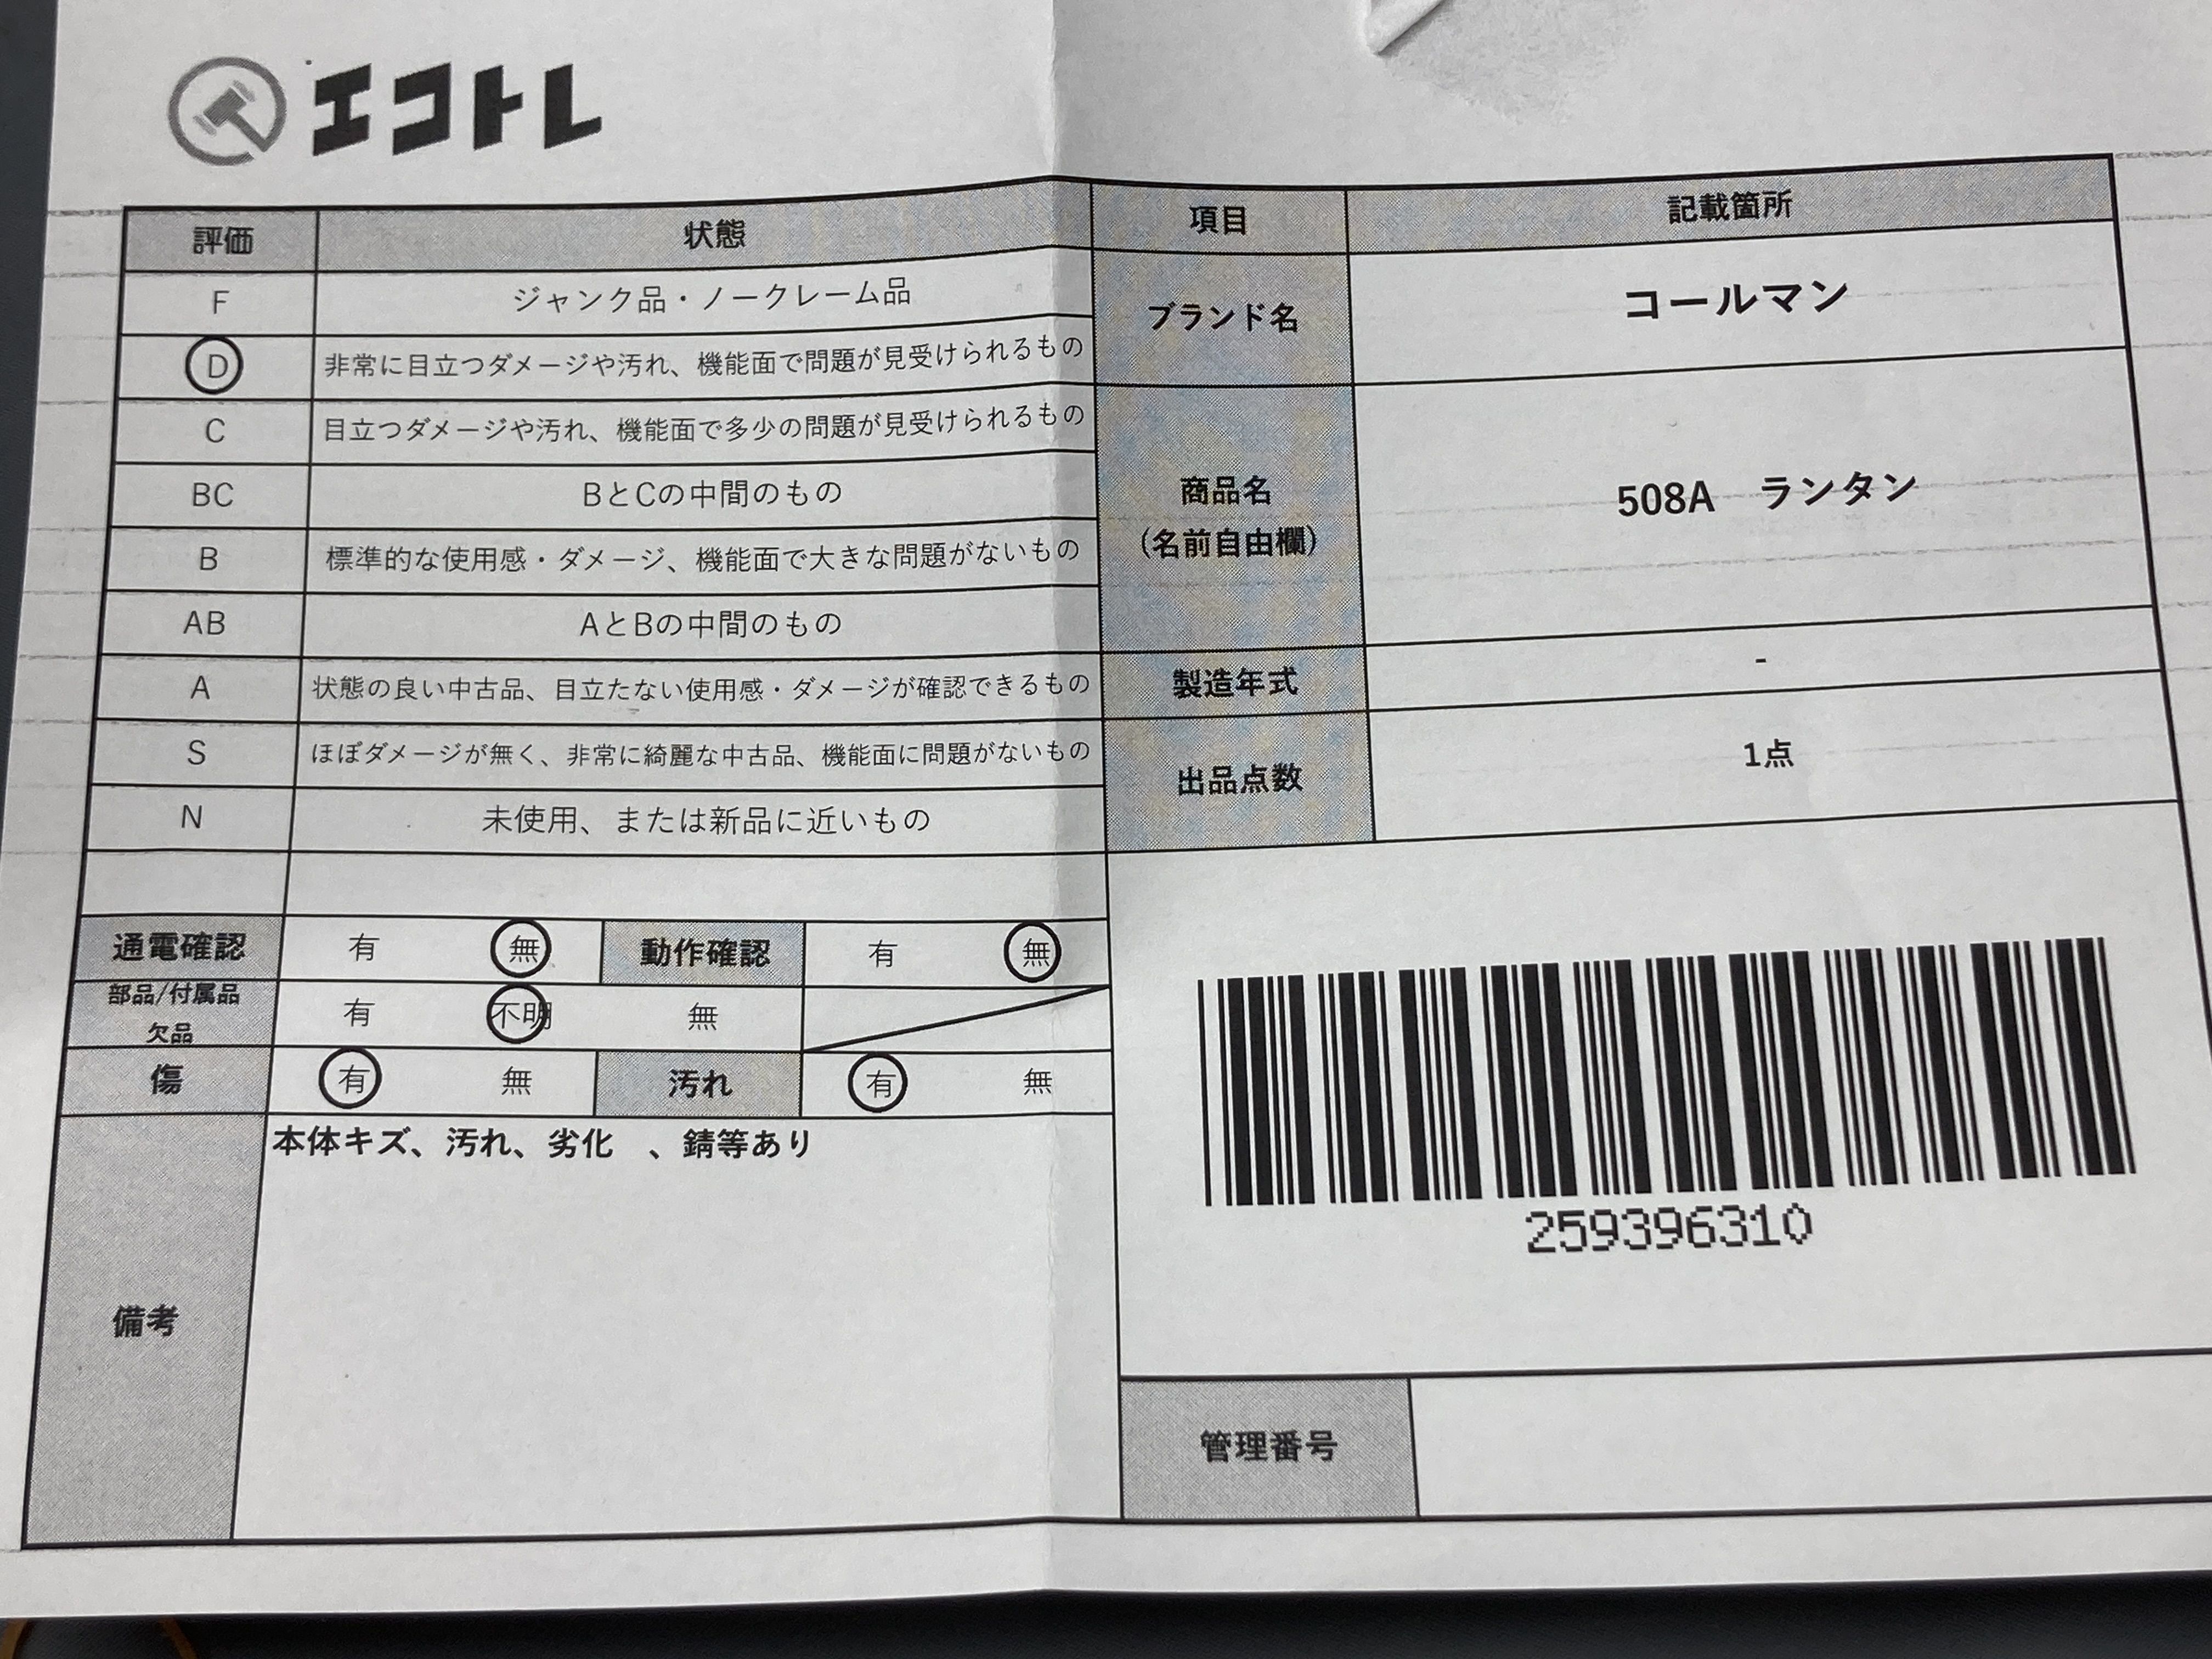 エコトレ
評価 状態
F ジャンク品・ノークレーム品
D 非常に目立つダメージや汚れ、機能面で問題が見受けられるもの
C 目立つダメージや汚れ、機能面で多少の問題が見受けられるもの
BC BとCの中間のもの
B 標準的な使用感・ダメージ、機能面で大きな問題がないもの
AB AとBの中間のもの
A 状態の良い中古品、目立たない使用感・ダメージが確認できるもの
S ほぼダメージが無く、非常に綺麗な中古品、機能面に問題がないもの
N 未使用、または新品に近いもの
通電確認 有 無 動作確認 有 無
部品/付属品
欠品 有 不明 無
傷 有 無 汚れ 有 無
備考 本体キズ、汚れ、劣化　、錆等あり
項目 記載箇所
ブランド名 コールマン
商品名
(名前自由欄) 508A　ランタン
製造年式 -
出品点数 1点
259396310
管理番号